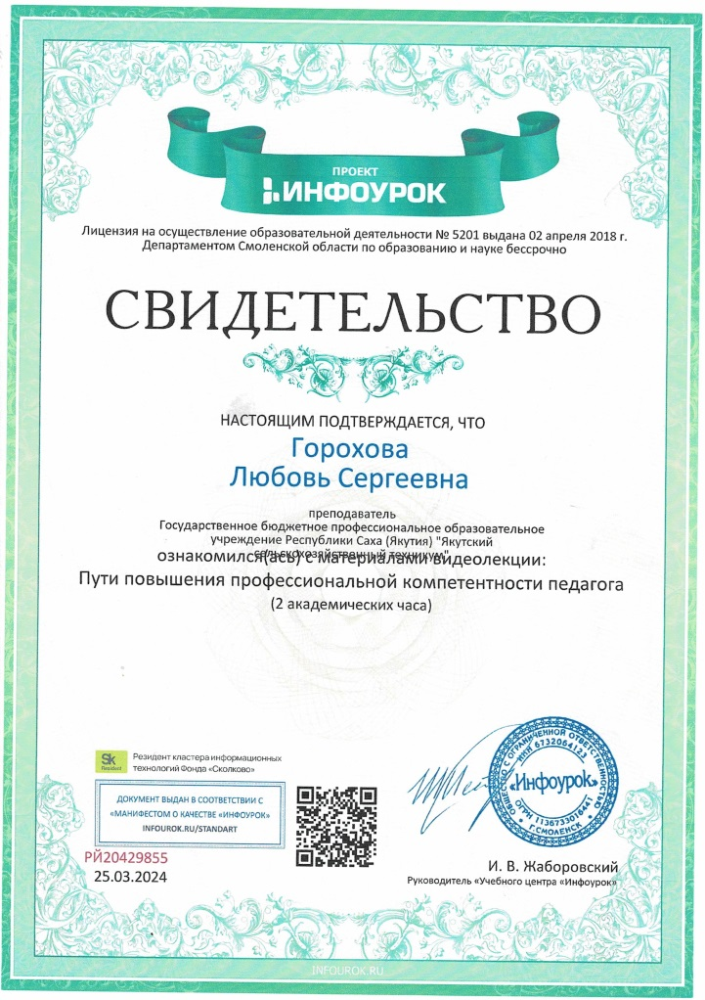 ПРОЕКТ
ИНФОУРОК
Лицензия на осуществление образовательной деятельности № 5201 выдана 02 апреля 2018 г.
Департаментом Смоленской области по образованию и науке бессрочно
СВИДЕТЕЛЬСТВО
НАСТОЯЩИМ ПОДТВЕРЖДАЕТСЯ, ЧТО
Горохова
Любовь Сергеевна
преподаватель
Государственное бюджетное профессиональное образовательное
учреждение Республики Саха (Якутия) "Якутский
сельскохозяйственный техникум"
ознакомился(ась) с материалами видеолекции:
Пути повышения профессиональной компетентности педагога
(2 академических часа)
Sk
Resident
Резидент кластера информационных
технологий Фонда «Сколково»
ДОКУМЕНТ ВЫДАН В СООТВЕТСТВИИ С
«МАНИФЕСТОМ О КАЧЕСТВЕ «ИНФОУРОК»
INFOUROK.RU/STANDART
РЙ20429855
25.03.2024
ОБЩЕСТВО С ОГРАНИЧЕННОЙ ОТВЕТСТВЕННОСТЬЮ
ИНН 6732064123
«Инфоурок»
ОГРН 1136733016441
Г.СМОЛЕНСК
И. В. Жаборовский
Руководитель «Учебного центра «Инфоурок»
INFOUROK.RU